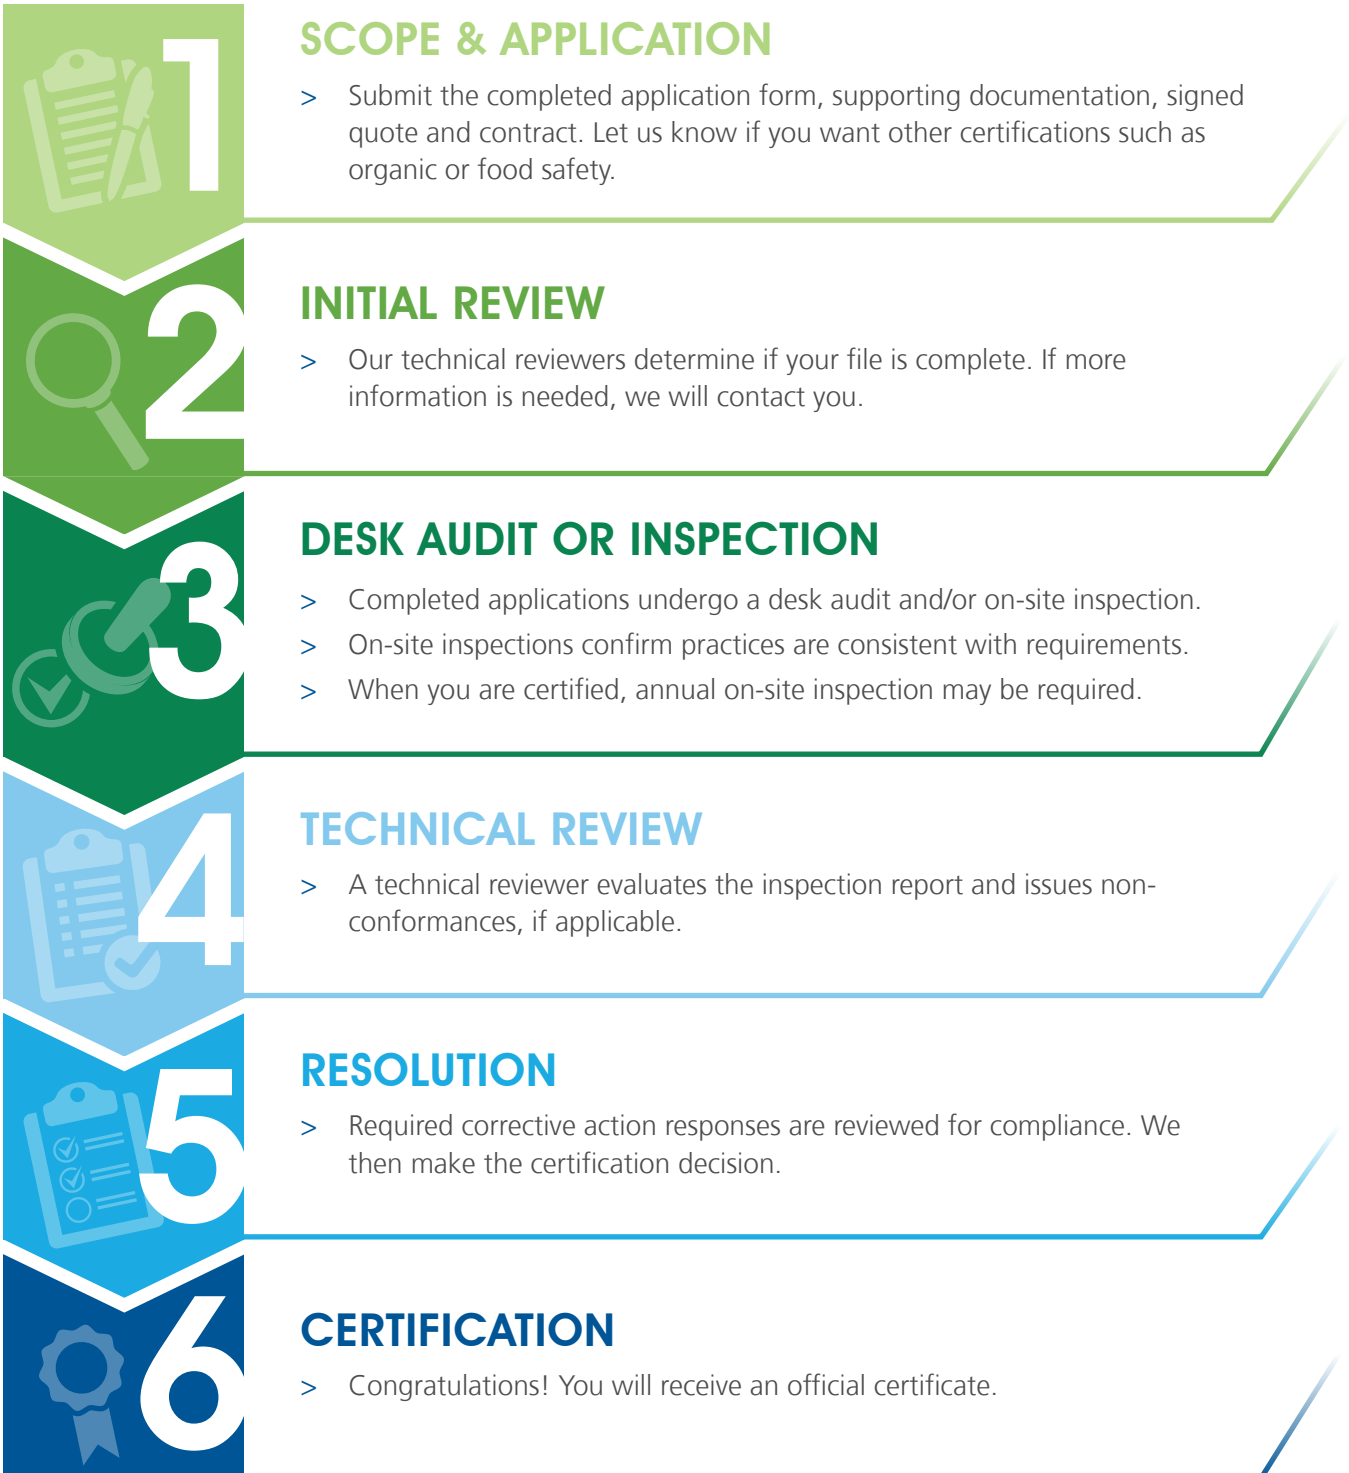 1
SCOPE & APPLICATION
> Submit the completed application form, supporting documentation, signed
quote and contract. Let us know if you want other certifications such as
organic or food safety.
2
INITIAL REVIEW
> Our technical reviewers determine if your file is complete. If more
information is needed, we will contact you.
3
DESK AUDIT OR INSPECTION
> Completed applications undergo a desk audit and/or on-site inspection.
> On-site inspections confirm practices are consistent with requirements.
> When you are certified, annual on-site inspection may be required.
4
TECHNICAL REVIEW
> A technical reviewer evaluates the inspection report and issues non-
conformances, if applicable.
5
RESOLUTION
> Required corrective action responses are reviewed for compliance. We
then make the certification decision.
6
CERTIFICATION
> Congratulations! You will receive an official certificate.